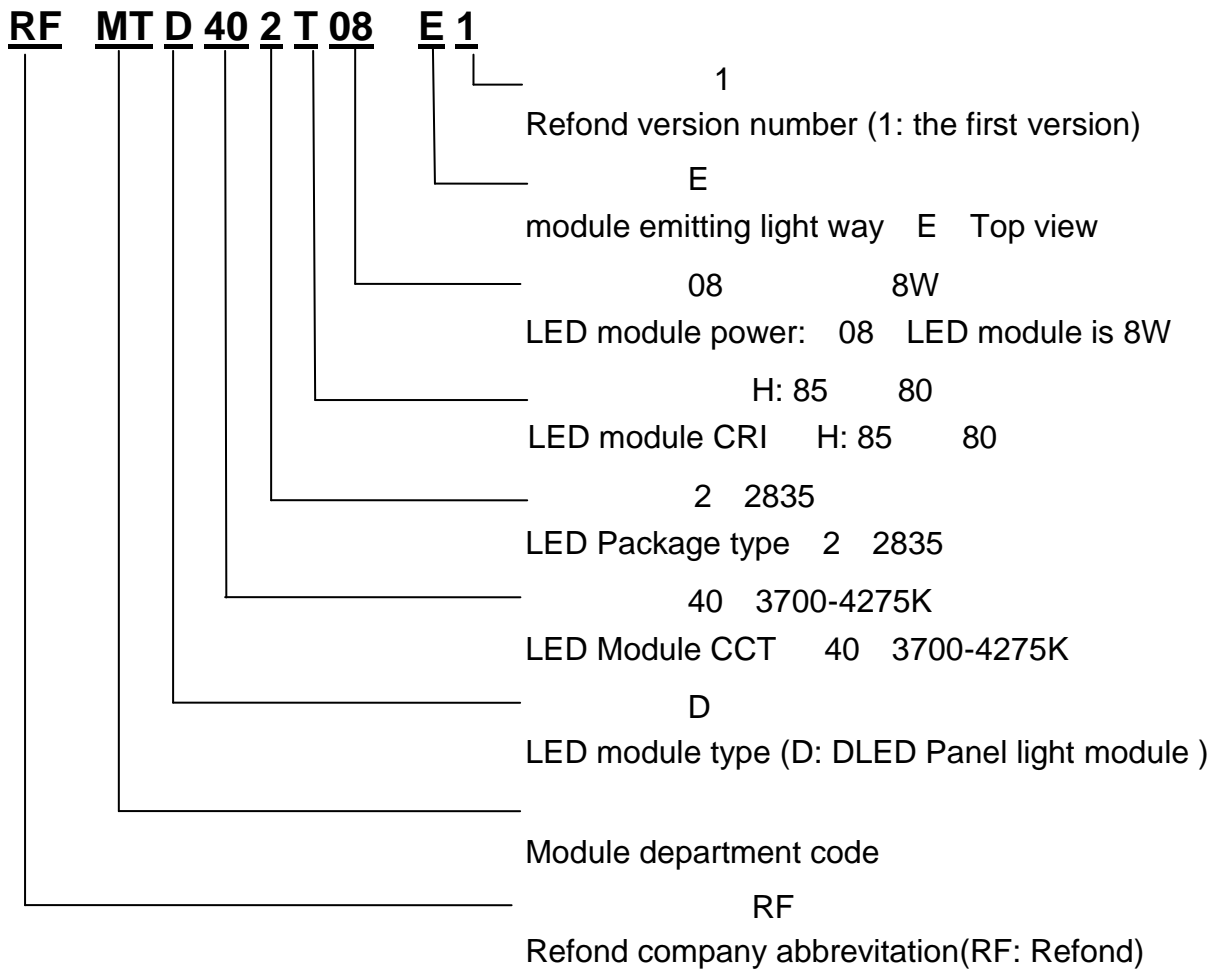 RF MT D 40 2 T 08 E 1
1
Refond version number (1: the first version)
E
module emitting light way E Top view
08 8W
LED module power: 08 LED module is 8W
H: 85 80
LED module CRI H: 85 80
2 2835
LED Package type 2 2835
40 3700-4275K
LED Module CCT 40 3700-4275K
D
LED module type (D: DLED Panel light module )
Module department code
RF
Refond company abbrevitation(RF: Refond)